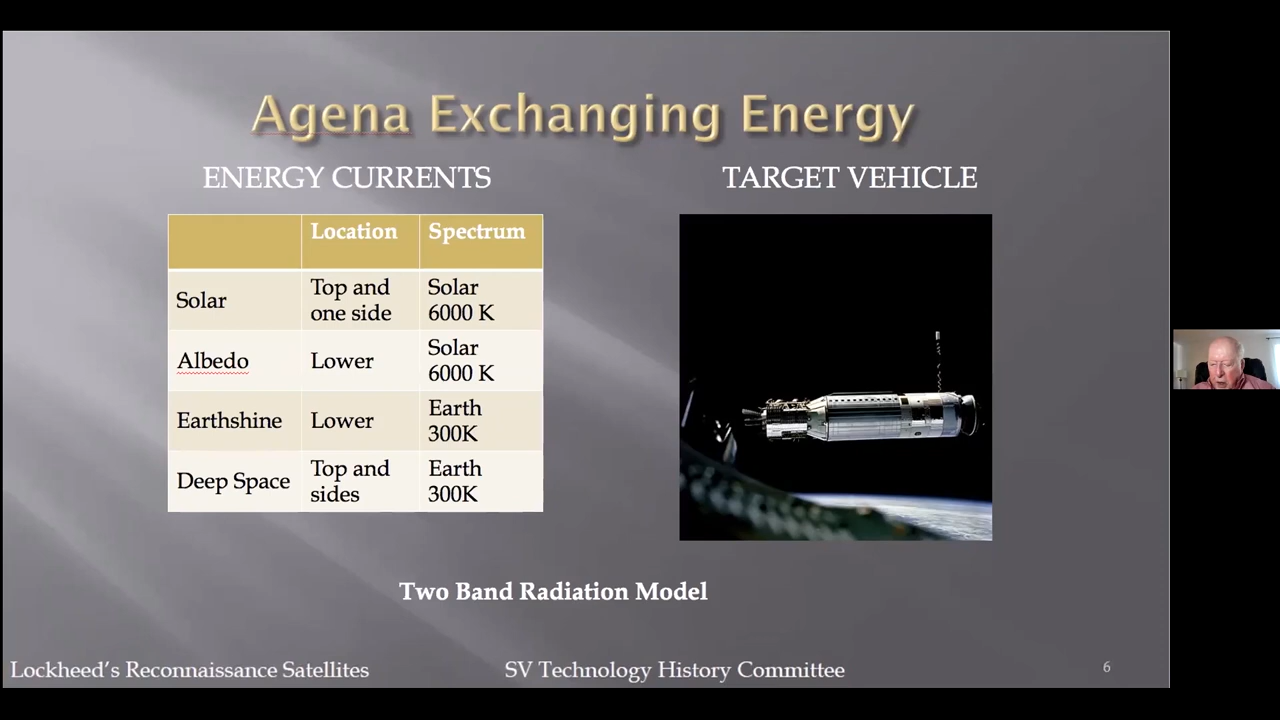 Agena Exchanging Energy
ENERGY CURRENTS
TARGET VEHICLE
Location
Spectrum
Solar
Top and
one side
Solar
6000 K
Albedo
Lower
Solar
6000 K
Earthshine
Lower
Earth
300K
Deep Space
Top and
sides
Earth
300K
Two Band Radiation Model
Lockheed’s Reconnaissance Satellites
SV Technology History Committee
6